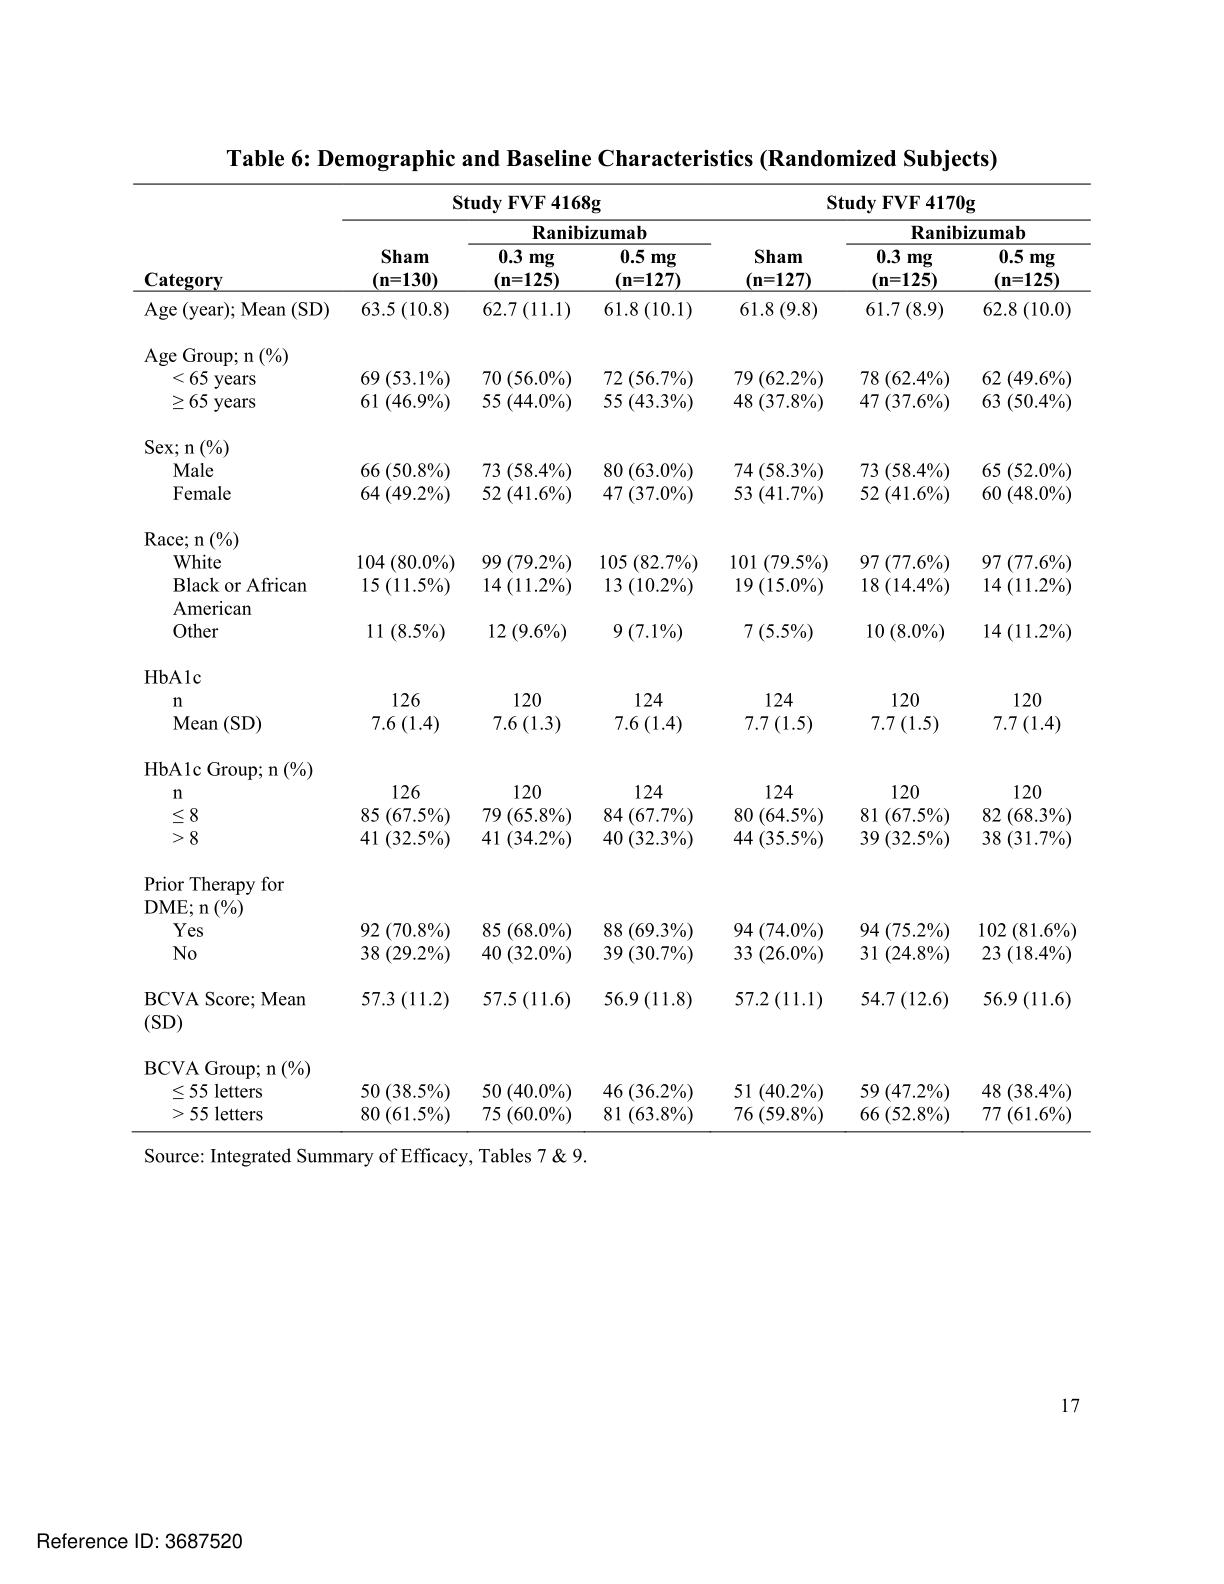 Table 6: Demographic and Baseline Characteristics (Randomized Subjects)
Study FVF 4168g Study FVF 4170g
Ranibizumab Ranibizumab
Sham 0.3 mg 0.5 mg Sham 0.3 mg 0.5 mg
Category (n=130) (n=125) (n=127) (n=127) (n=125) (n=125)
Age (year); Mean (SD) 63.5 (10.8) 62.7 (11.1) 61.8 (10.1) 61.8 (9.8) 61.7 (8.9) 62.8 (10.0)
Age Group; n (%)
< 65 years 69 (53.1%) 70 (56.0%) 72 (56.7%) 79 (62.2%) 78 (62.4%) 62 (49.6%)
≥ 65 years 61 (46.9%) 55 (44.0%) 55 (43.3%) 48 (37.8%) 47 (37.6%) 63 (50.4%)
Sex; n (%)
Male 66 (50.8%) 73 (58.4%) 80 (63.0%) 74 (58.3%) 73 (58.4%) 65 (52.0%)
Female 64 (49.2%) 52 (41.6%) 47 (37.0%) 53 (41.7%) 52 (41.6%) 60 (48.0%)
Race; n (%)
White 104 (80.0%) 99 (79.2%) 105 (82.7%) 101 (79.5%) 97 (77.6%) 97 (77.6%)
Black or African 15 (11.5%) 14 (11.2%) 13 (10.2%) 19 (15.0%) 18 (14.4%) 14 (11.2%)
American
Other 11 (8.5%) 12 (9.6%) 9 (7.1%) 7 (5.5%) 10 (8.0%) 14 (11.2%)
HbA1c
n 126 120 124 124 120 120
Mean (SD) 7.6 (1.4) 7.6 (1.3) 7.6 (1.4) 7.7 (1.5) 7.7 (1.5) 7.7 (1.4)
HbA1c Group; n (%)
n 126 120 124 124 120 120
≤ 8 85 (67.5%) 79 (65.8%) 84 (67.7%) 80 (64.5%) 81 (67.5%) 82 (68.3%)
> 8 41 (32.5%) 41 (34.2%) 40 (32.3%) 44 (35.5%) 39 (32.5%) 38 (31.7%)
Prior Therapy for
DME; n (%)
Yes 92 (70.8%) 85 (68.0%) 88 (69.3%) 94 (74.0%) 94 (75.2%) 102 (81.6%)
No 38 (29.2%) 40 (32.0%) 39 (30.7%) 33 (26.0%) 31 (24.8%) 23 (18.4%)
BCVA Score; Mean 57.3 (11.2) 57.5 (11.6) 56.9 (11.8) 57.2 (11.1) 54.7 (12.6) 56.9 (11.6)
(SD)
BCVA Group; n (%)
≤ 55 letters 50 (38.5%) 50 (40.0%) 46 (36.2%) 51 (40.2%) 59 (47.2%) 48 (38.4%)
> 55 letters 80 (61.5%) 75 (60.0%) 81 (63.8%) 76 (59.8%) 66 (52.8%) 77 (61.6%)
Source: Integrated Summary of Efficacy, Tables 7 & 9.
17
Reference ID: 3687520